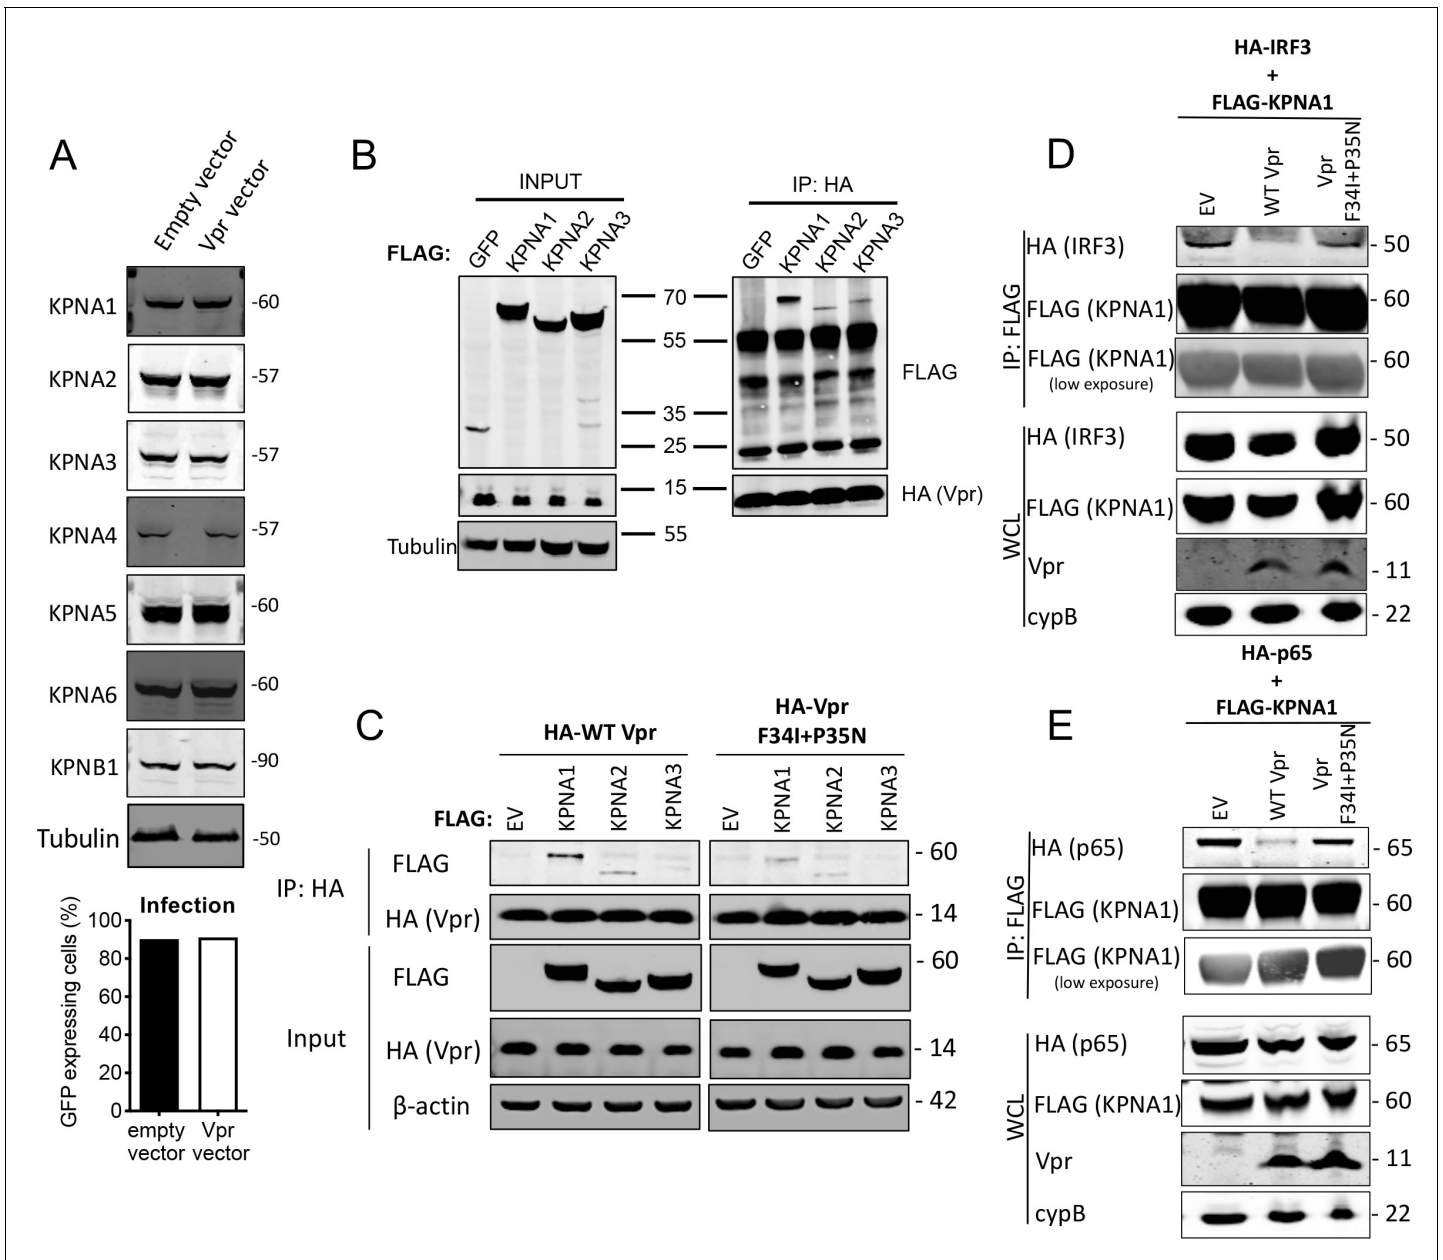 A
Empty vector
Vpr vector
KPNA1
-60
KPNA2
-57
KPNA3
-57
KPNA4
-57
KPNA5
-60
KPNA6
-60
KPNB1
-90
Tubulin
-50
Infection
GFP expressing cells (%)
100
80
60
40
20
0
empty vector
Vpr vector
B
INPUT
IP: HA
FLAG:
GFP
KPNA1
KPNA2
KPNA3
GFP
KPNA1
KPNA2
KPNA3
70
55
35
25
15
55
FLAG
HA (Vpr)
Tubulin
C
HA-WT Vpr
HA-Vpr
F34I+P35N
FLAG:
EV
KPNA1
KPNA2
KPNA3
EV
KPNA1
KPNA2
KPNA3
IP: HA
FLAG
- 60
HA (Vpr)
- 14
Input
FLAG
- 60
HA (Vpr)
- 14
β-actin
- 42
D
HA-IRF3
+
FLAG-KPNA1
EV
WT Vpr
Vpr
F34I+P35N
IP: FLAG
HA (IRF3)
- 50
FLAG (KPNA1)
- 60
FLAG (KPNA1)
(low exposure)
- 60
WCL
HA (IRF3)
- 50
FLAG (KPNA1)
- 60
Vpr
- 11
cypB
- 22
E
HA-p65
+
FLAG-KPNA1
EV
WT Vpr
Vpr
F34I+P35N
IP: FLAG
HA (p65)
- 65
FLAG (KPNA1)
- 60
FLAG (KPNA1)
(low exposure)
- 60
WCL
HA (p65)
- 65
FLAG (KPNA1)
- 60
Vpr
- 11
cypB
- 22